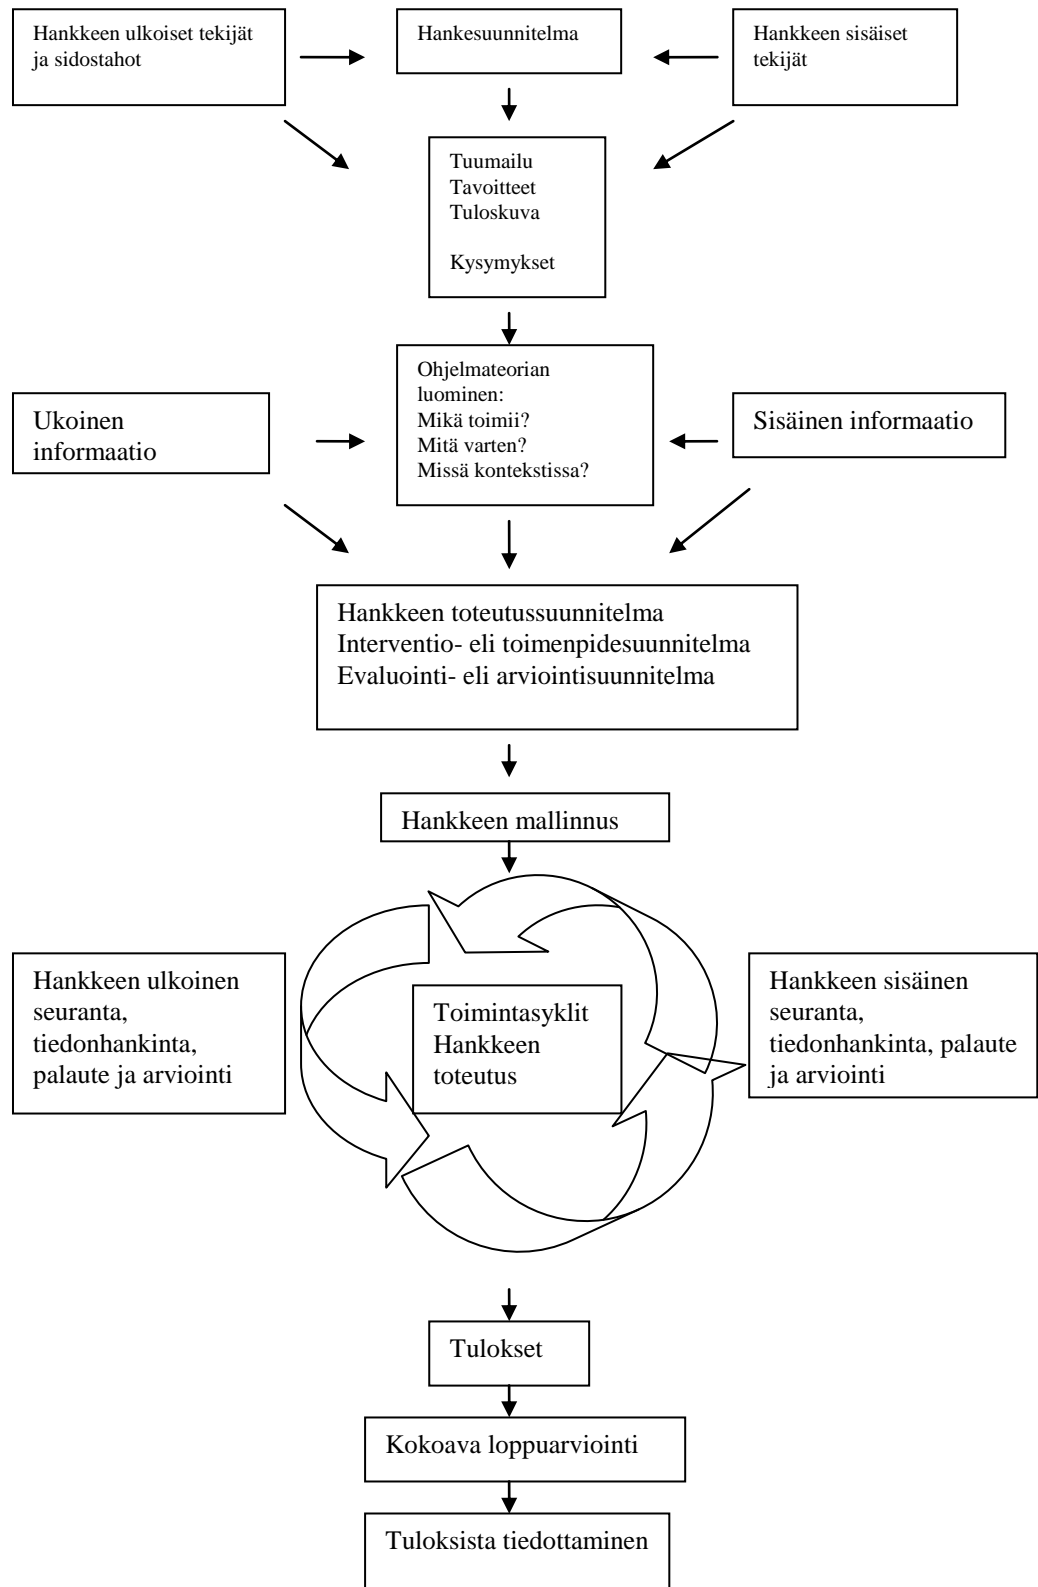 Hankkeen ulkoiset tekijät
ja sidostahot
Hankesuunnitelma
Hankkeen sisäiset
tekijät
Tuumailu
Tavoitteet
Tuloskuva
Kysymykset
Ohjelmateorian
luominen:
Mikä toimii?
Mitä varten?
Missä kontekstissa?
Ukoinen
informaatio
Sisäinen informaatio
Hankkeen toteutussuunnitelma
Interventio- eli toimenpidesuunnitelma
Evaluointi- eli arviointisuunnitelma
Hankkeen mallinnus
Hankkeen ulkoinen
seuranta,
tiedonhankinta,
palaute ja arviointi
Toimintasyklit
Hankkeen
toteutus
Hankkeen sisäinen
seuranta,
tiedonhankinta, palaute
ja arviointi
Tulokset
Kokoava loppuarviointi
Tuloksista tiedottaminen